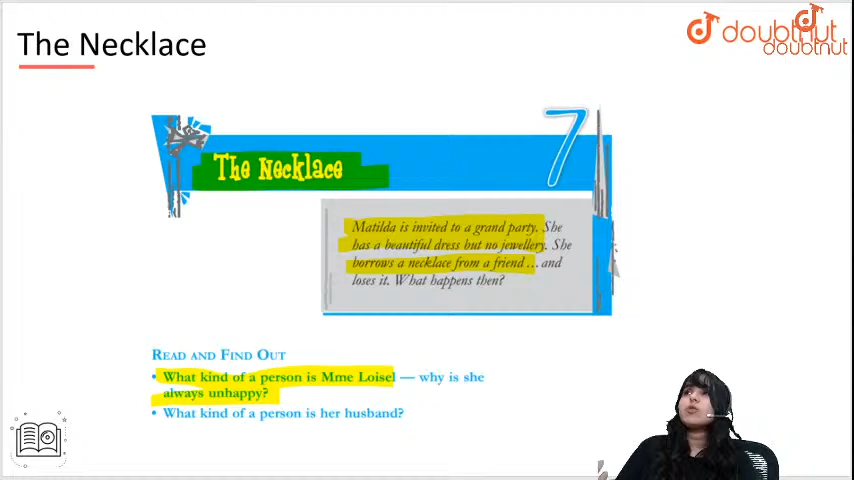 The Necklace
doubtnut
doubtnut
7
The Necklace
Matilda is invited to a grand party. She
has a beautiful dress but no jewellery. She
borrows a necklace from a friend... and
loses it. What happens then?
READ AND FIND OUT
• What kind of a person is Mme Loisel — why is she
always unhappy?
• What kind of a person is her husband?